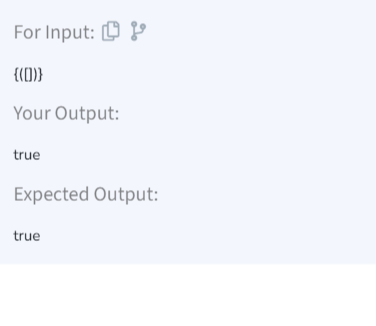 For Input:
{([])}
Your Output:
true
Expected Output:
true